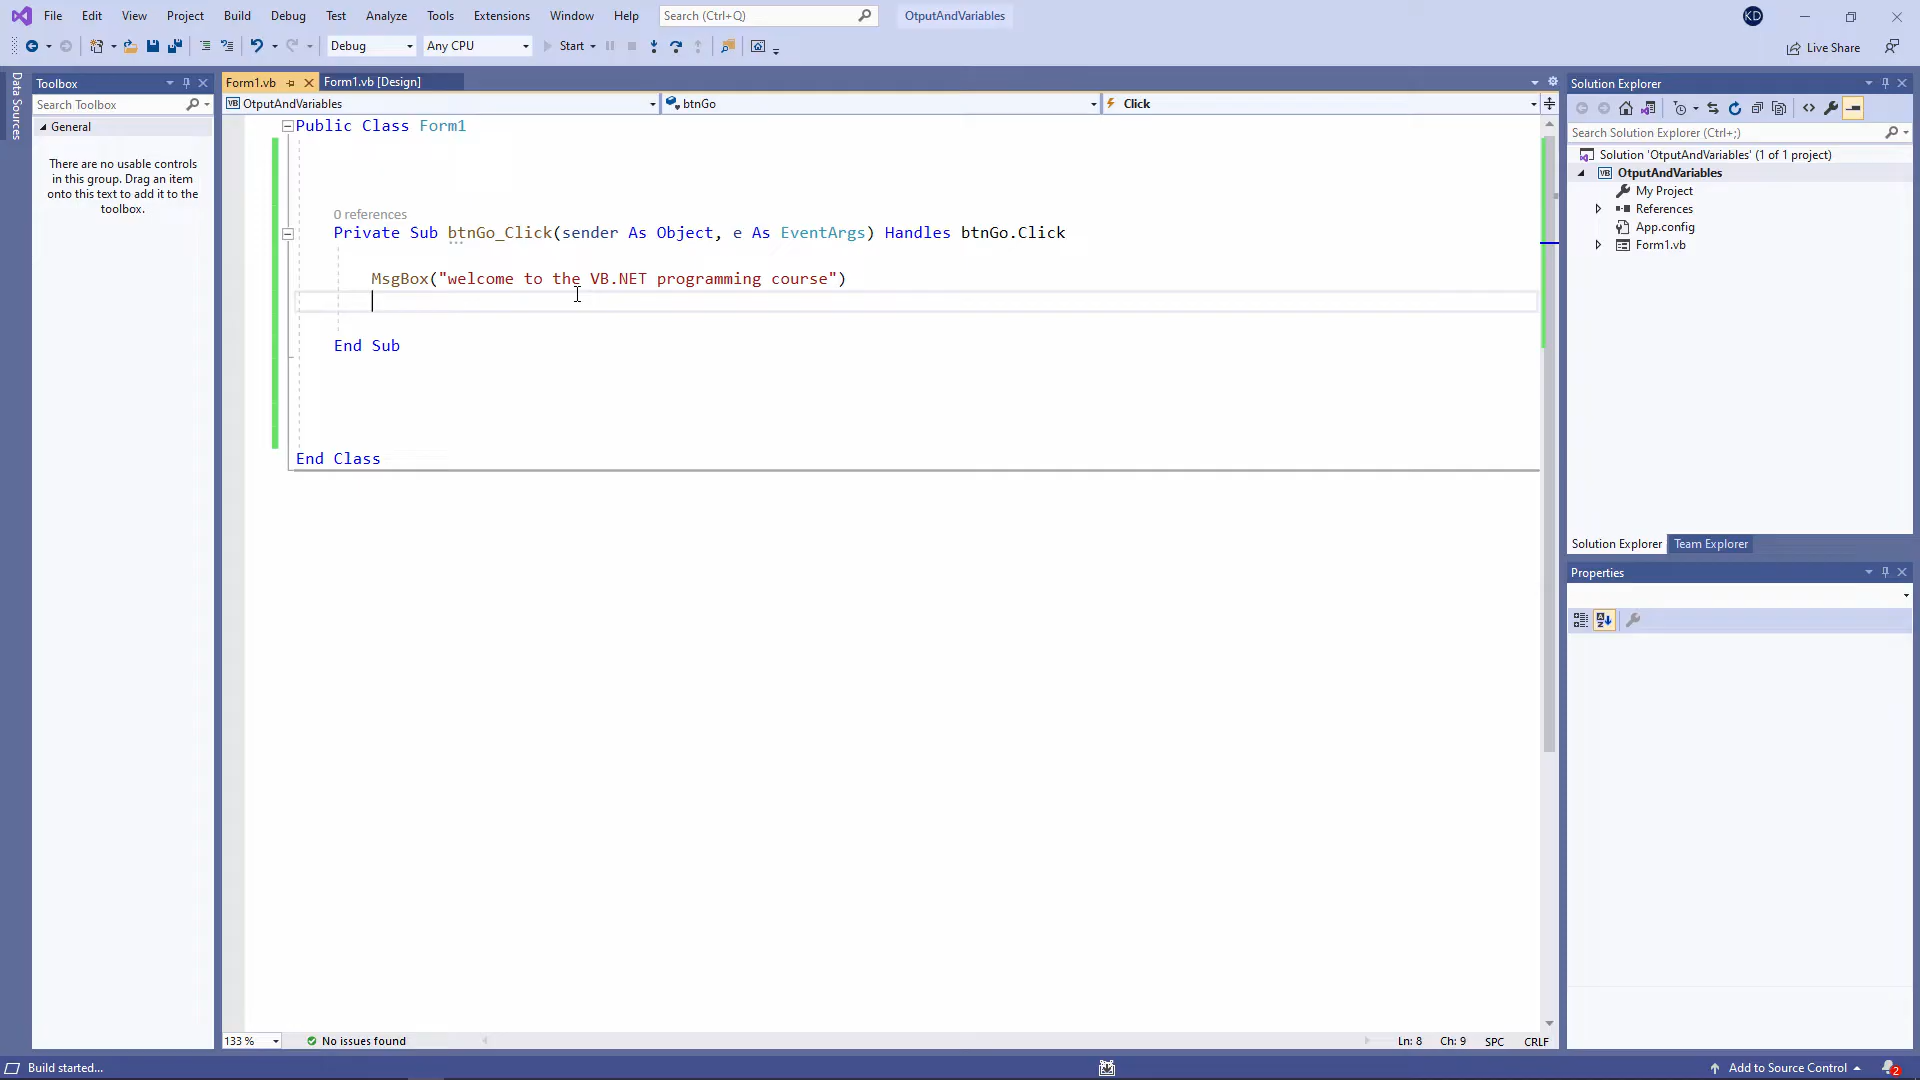 File Edit View Project Build Debug Test Analyze Tools Extensions Window Help Search (Ctrl+Q) OtputAndVariables KD
Debug Any CPU Start Live Share
Data Sources
Toolbox
Search Toolbox
General
There are no usable controls
in this group. Drag an item
onto this text to add it to the
toolbox.
Form1.vb Form1.vb [Design]
VB OtputAndVariables btnGo Click
Public Class Form1
0 references
Private Sub btnGo_Click(sender As Object, e As EventArgs) Handles btnGo.Click
MsgBox("welcome to the VB.NET programming course")
End Sub
End Class
133 % No issues found Ln: 8 Ch: 9 SPC CRLF
Solution Explorer
Search Solution Explorer (Ctrl+;)
Solution 'OtputAndVariables' (1 of 1 project)
VB OtputAndVariables
My Project
References
App.config
Form1.vb
Solution Explorer Team Explorer
Properties
Build started... Add to Source Control 2